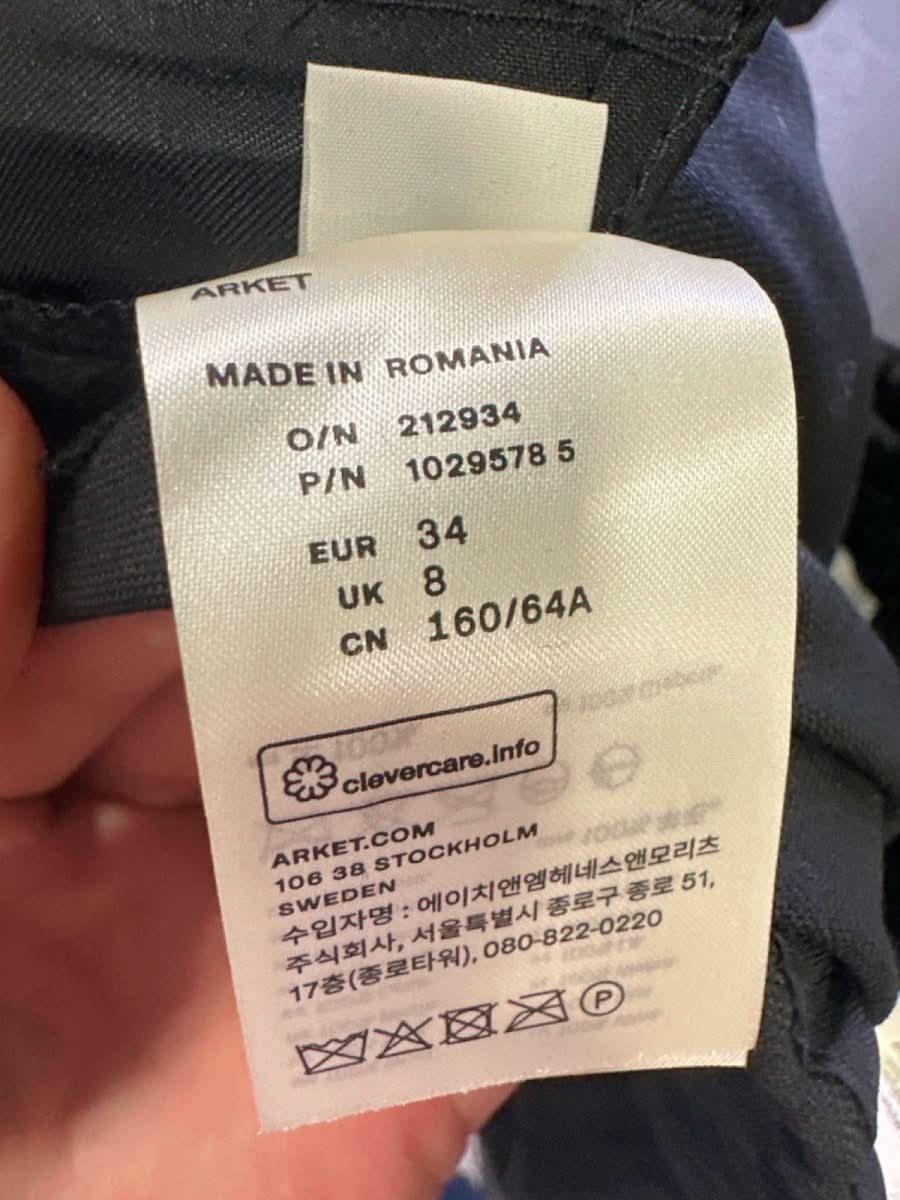 ARKET
MADE IN ROMANIA
O/N 212934
P/N 1029578 5
EUR 34
UK 8
CN 160/64A
clevercare.info
ARKET.COM
106 38 STOCKHOLM
SWEDEN
수입자명 : 에이치앤엠헤네스앤모리츠
주식회사, 서울특별시 종로구 종로 51,
17층(종로타워), 080-822-0220
P